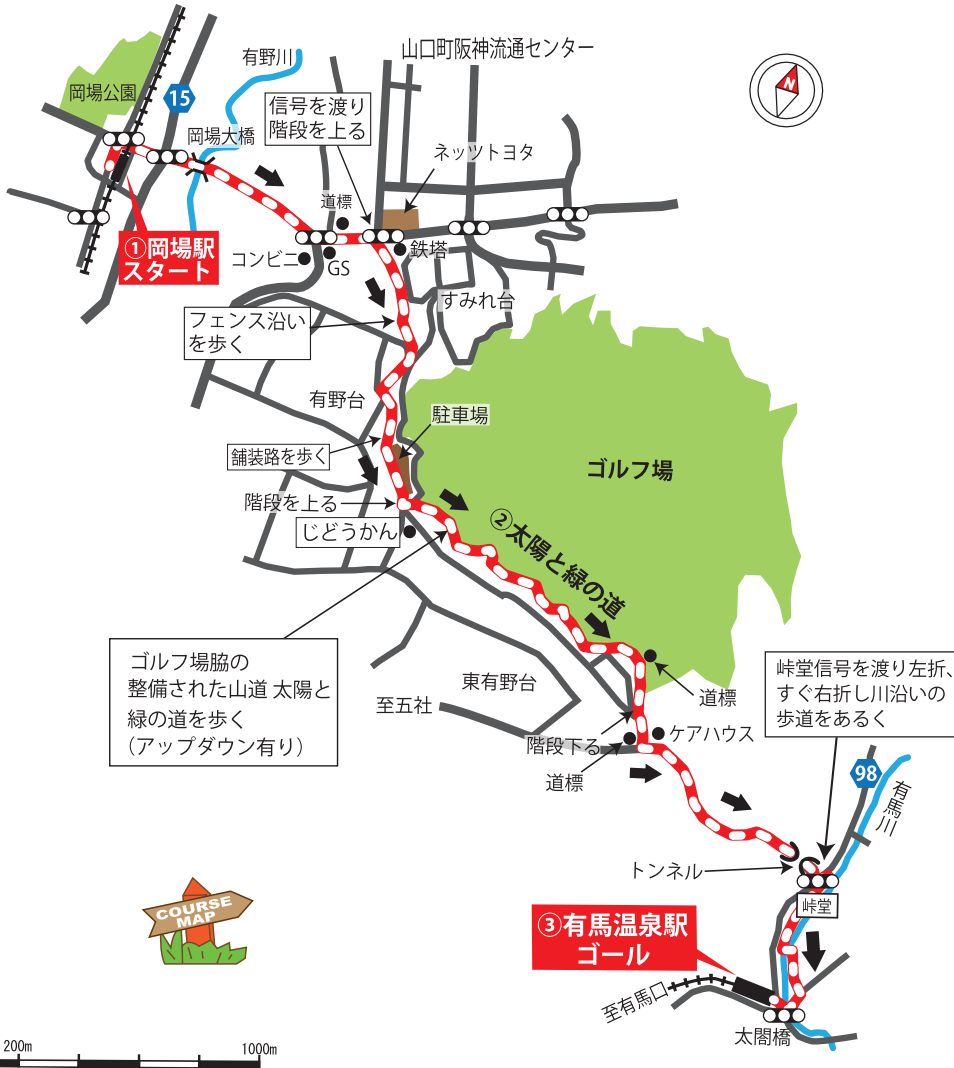 山口町阪神流通センター
有野川
N
岡場公園
15
信号を渡り
階段を上る
岡場大橋
ネッツトヨタ
道標
①岡場駅
スタート
コンビニ
GS
鉄塔
すみれ台
フェンス沿い
を歩く
有野台
駐車場
舗装路を歩く
ゴルフ場
階段を上る
じどうかん
②太陽と緑の道
ゴルフ場脇の
整備された山道 太陽と
緑の道を歩く
(アップダウン有り)
東有野台
至五社
道標
峠堂信号を渡り左折、
すぐ右折し川沿いの
歩道をあるく
階段下る
ケアハウス
道標
98
有馬川
トンネル
峠堂
COURSE
MAP
③有馬温泉駅
ゴール
至有馬口
太閤橋
200m
1000m